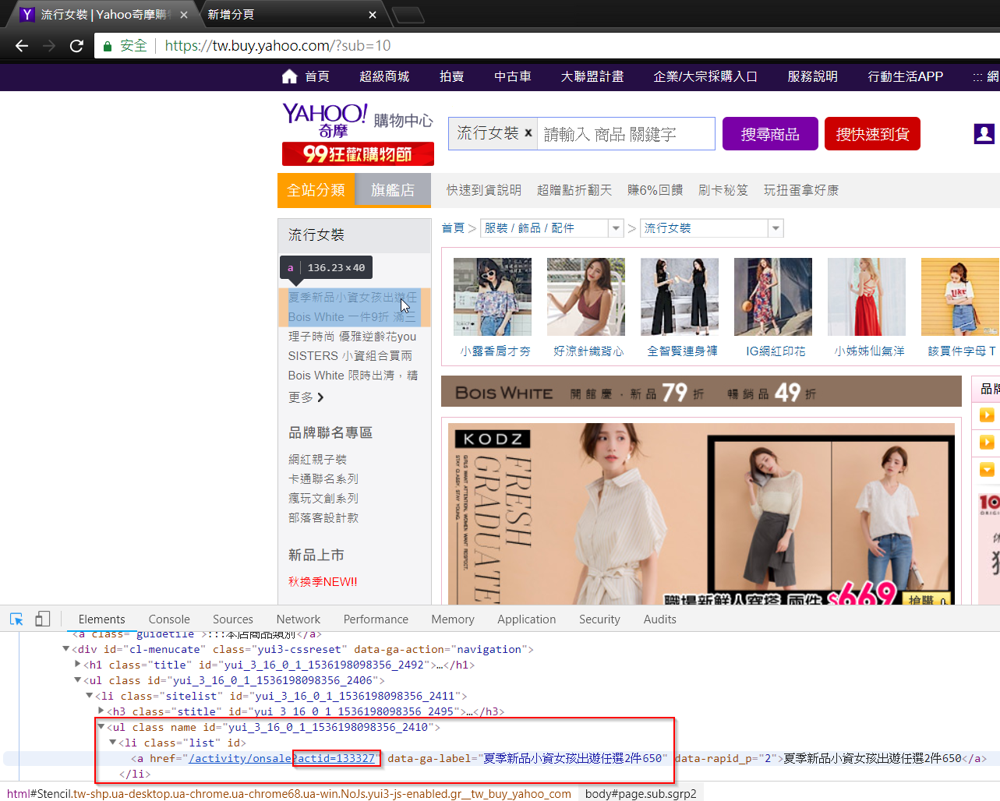 流行女裝 | Yahoo奇摩購
新增分頁
安全
https://tw.buy.yahoo.com/?sub=10
首頁
超級商城
拍賣
中古車
大聯盟計畫
企業/大宗採購入口
服務說明
行動生活APP
::: 網
YAHOO!
奇摩
購物中心
99狂歡購物節
流行女裝 x
請輸入 商品 關鍵字
搜尋商品
搜快速到貨
全站分類
旗艦店
快速到貨說明
超贈點折翻天
賺6%回饋
刷卡秘笈
玩扭蛋拿好康
流行女裝
首頁 > 服裝 / 飾品 / 配件 > 流行女裝
a | 136.23 × 40
夏季新品小資女孩出遊任
Bois White 一件9折 滿三
理子時尚 優雅逆齡花you
SISTERS 小資組合買兩
Bois White 限時出清，精
更多
品牌聯名專區
網紅親子裝
卡通聯名系列
瘋玩文創系列
部落客設計款
新品上市
秋換季NEW!!
like
小露香肩才夯
好涼針織背心
全智賢連身褲
IG網紅印花
小姊姊仙氣洋
該買件字母T
BOIS WHITE 開館慶．新品79折 暢銷品49折
品牌
KODZ
FRESH
GRADUATE
GIRLS WANT ATTENTION, WOMEN WANT RESPECT.
STAY CLASSY, STAY YOUNG.
職場新鮮人穿搭 兩件$669
搶購
Elements
Console
Sources
Network
Performance
Memory
Application
Security
Audits
<a class="guidetile">:::本店商品類別</a>
<div id="cl-menucate" class="yui3-cssreset" data-ga-action="navigation">
<h1 class="title" id="yui_3_16_0_1_1536198098356_2492">…</h1>
<ul class id="yui_3_16_0_1_1536198098356_2406">
<li class="sitelist" id="yui_3_16_0_1_1536198098356_2411">
<h3 class="stitle" id="yui_3_16_0_1_1536198098356_2495">…</h3>
<ul class name id="yui_3_16_0_1_1536198098356_2410">
<li class="list" id>
<a href="/activity/onsale?actid=133327" data-ga-label="夏季新品小資女孩出遊任選2件650" data-rapid_p="2">夏季新品小資女孩出遊任選2件650</a>
</li>
html#Stencil.tw-shp.ua-desktop.ua-chrome.ua-chrome68.ua-win.NoJs.yui3-js-enabled.gr__tw_buy_yahoo_com
body#page.sub.sgrp2